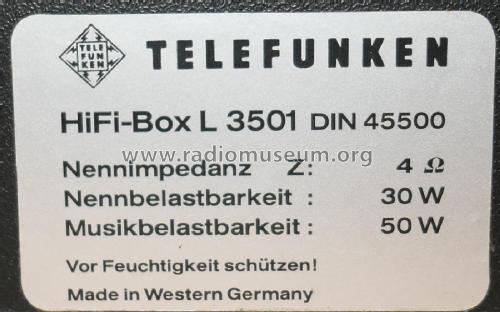 TELE
FUN
KEN
TELEFUNKEN
HiFi-Box L 3501 DIN 45500
www.radiomuseum.org
Nennimpedanz Z: 4 Ω
Nennbelastbarkeit : 30 W
Musikbelastbarkeit : 50 W
Vor Feuchtigkeit schützen!
Made in Western Germany